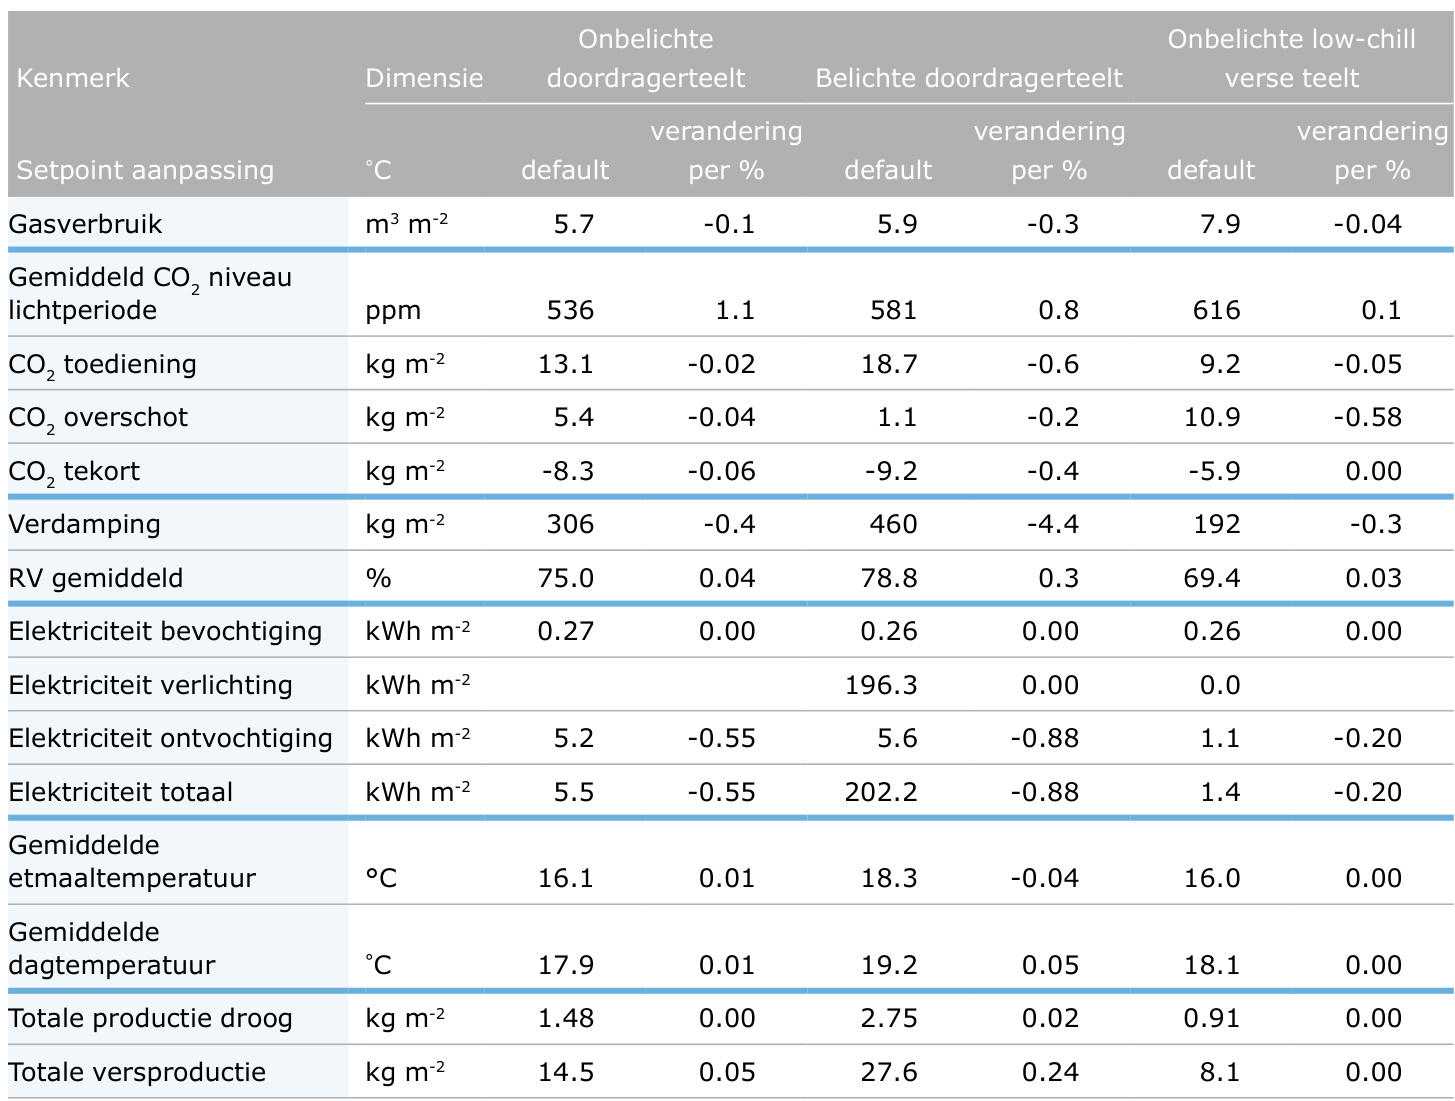 Onbelichte Onbelichte low-chill
Kenmerk Dimensie doordragerteelt Belichte doordragerteelt verse teelt
verandering verandering verandering
Setpoint aanpassing °C default per % default per % default per %
Gasverbruik m³ m⁻² 5.7 -0.1 5.9 -0.3 7.9 -0.04
Gemiddeld CO₂ niveau
lichtperiode ppm 536 1.1 581 0.8 616 0.1
CO₂ toediening kg m⁻² 13.1 -0.02 18.7 -0.6 9.2 -0.05
CO₂ overschot kg m⁻² 5.4 -0.04 1.1 -0.2 10.9 -0.58
CO₂ tekort kg m⁻² -8.3 -0.06 -9.2 -0.4 -5.9 0.00
Verdamping kg m⁻² 306 -0.4 460 -4.4 192 -0.3
RV gemiddeld % 75.0 0.04 78.8 0.3 69.4 0.03
Elektriciteit bevochtiging kWh m⁻² 0.27 0.00 0.26 0.00 0.26 0.00
Elektriciteit verlichting kWh m⁻² 196.3 0.00 0.0
Elektriciteit ontvochtiging kWh m⁻² 5.2 -0.55 5.6 -0.88 1.1 -0.20
Elektriciteit totaal kWh m⁻² 5.5 -0.55 202.2 -0.88 1.4 -0.20
Gemiddelde
etmaaltemperatuur °C 16.1 0.01 18.3 -0.04 16.0 0.00
Gemiddelde
dagtemperatuur °C 17.9 0.01 19.2 0.05 18.1 0.00
Totale productie droog kg m⁻² 1.48 0.00 2.75 0.02 0.91 0.00
Totale versproductie kg m⁻² 14.5 0.05 27.6 0.24 8.1 0.00